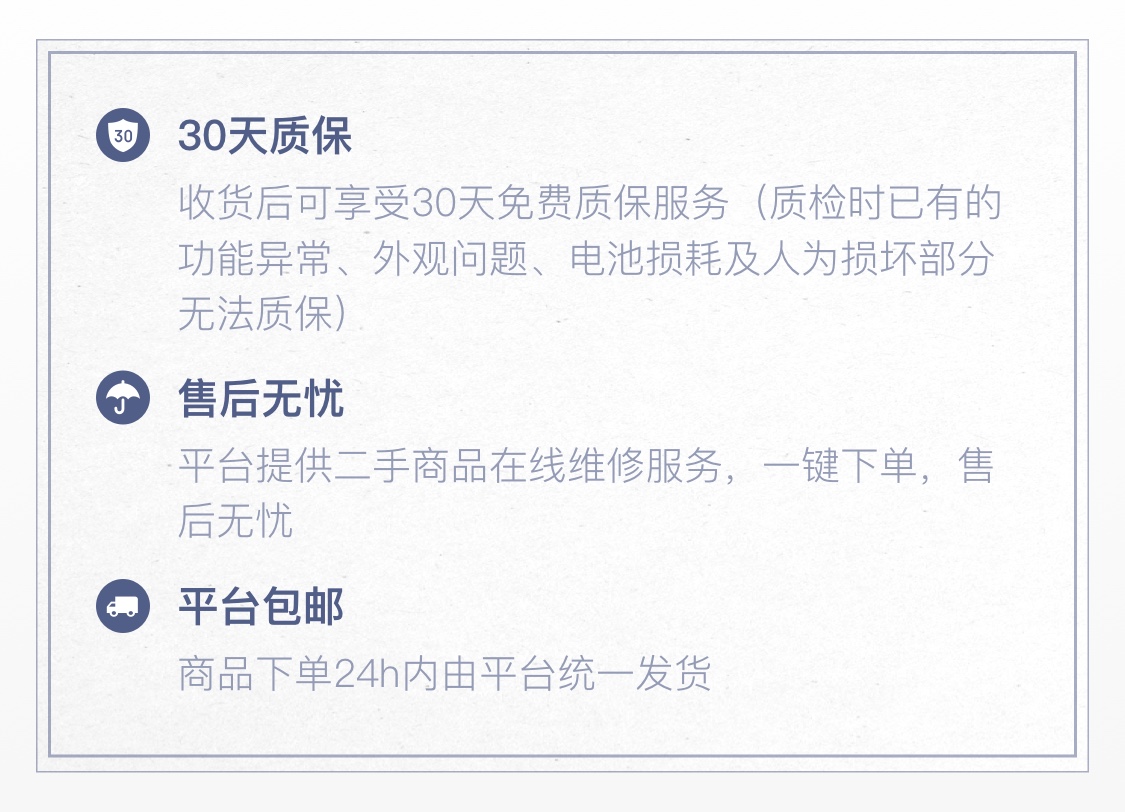 30
30天质保
收货后可享受30天免费质保服务（质检时已有的
功能异常、外观问题、电池损耗及人为损坏部分
无法质保）
售后无忧
平台提供二手商品在线维修服务，一键下单，售
后无忧
平台包邮
商品下单24h内由平台统一发货